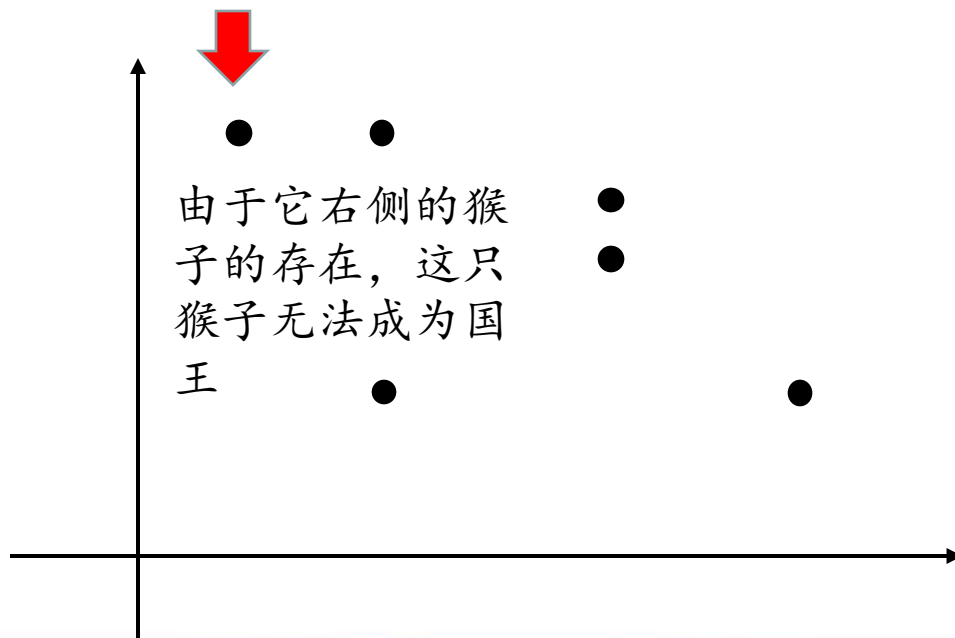 由于它右侧的猴
子的存在，这只
猴子无法成为国
王